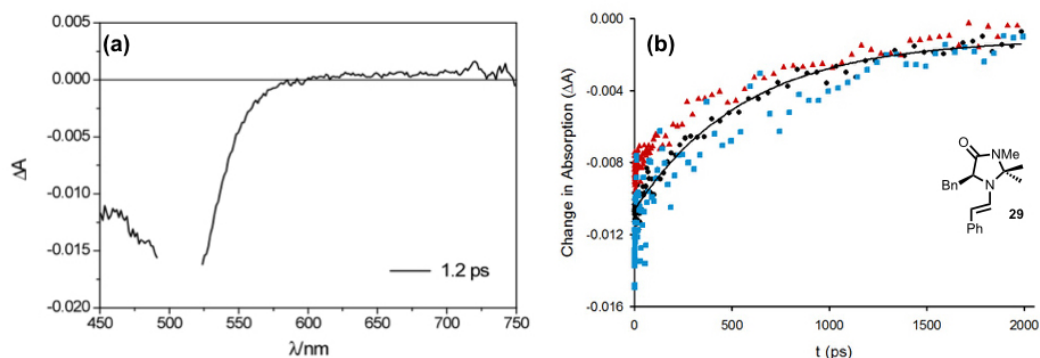 (a)
0.005
0.000
-0.005
-0.010
-0.015
-0.020
ΔA
1.2 ps
450 500 550 600 650 700 750
λ/nm
(b)
0.000
-0.004
-0.008
-0.012
-0.016
Change in Absorption (ΔA)
O
NMe
Bn
N
Ph
29
0 500 1000 1500 2000
t (ps)